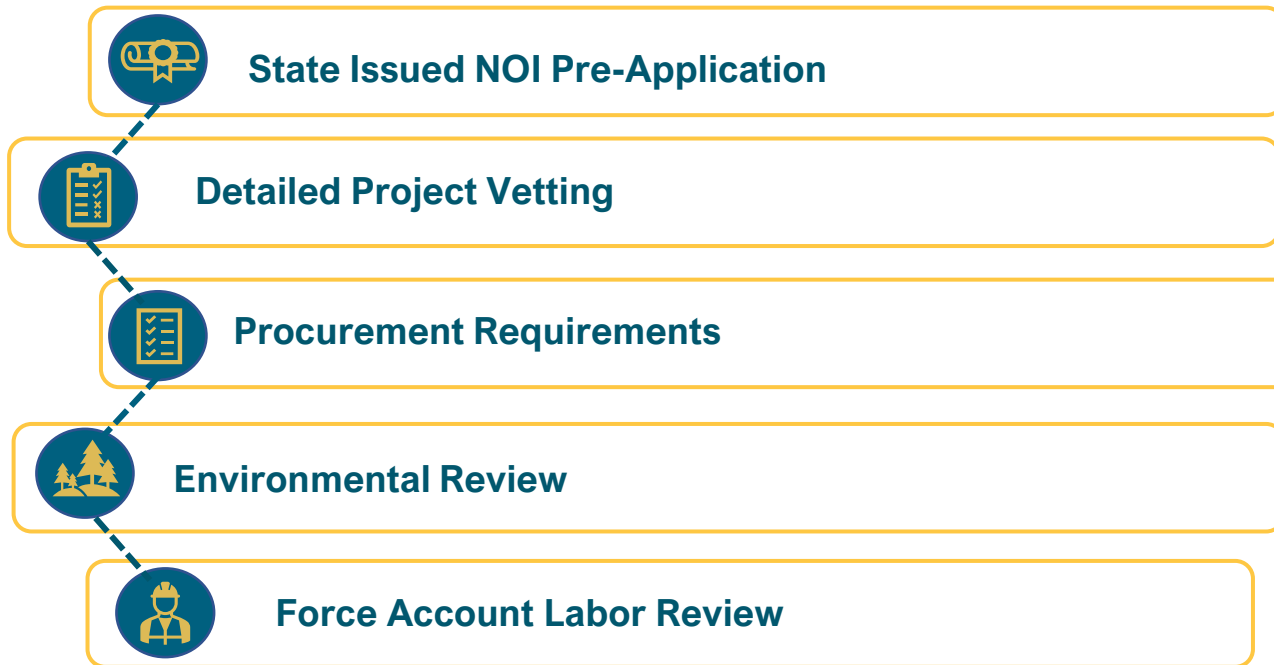 State Issued NOI Pre-Application
Detailed Project Vetting
Procurement Requirements
Environmental Review
Force Account Labor Review